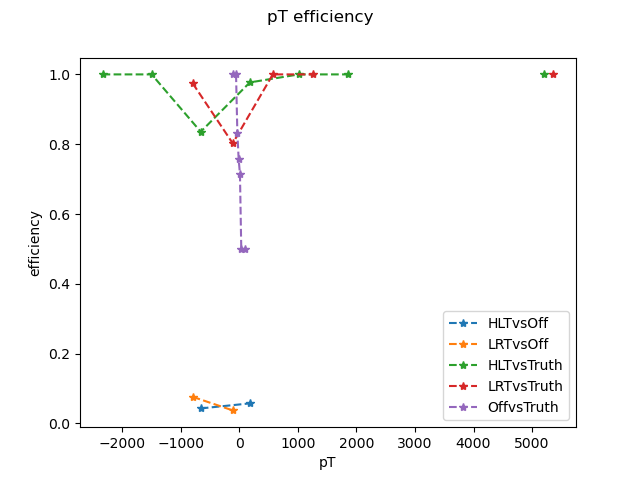 pT efficiency
efficiency
1.0
0.8
0.6
0.4
0.2
0.0
−2000 −1000 0 1000 2000 3000 4000 5000
pT
HLTvsOff
LRTvsOff
HLTvsTruth
LRTvsTruth
OffvsTruth